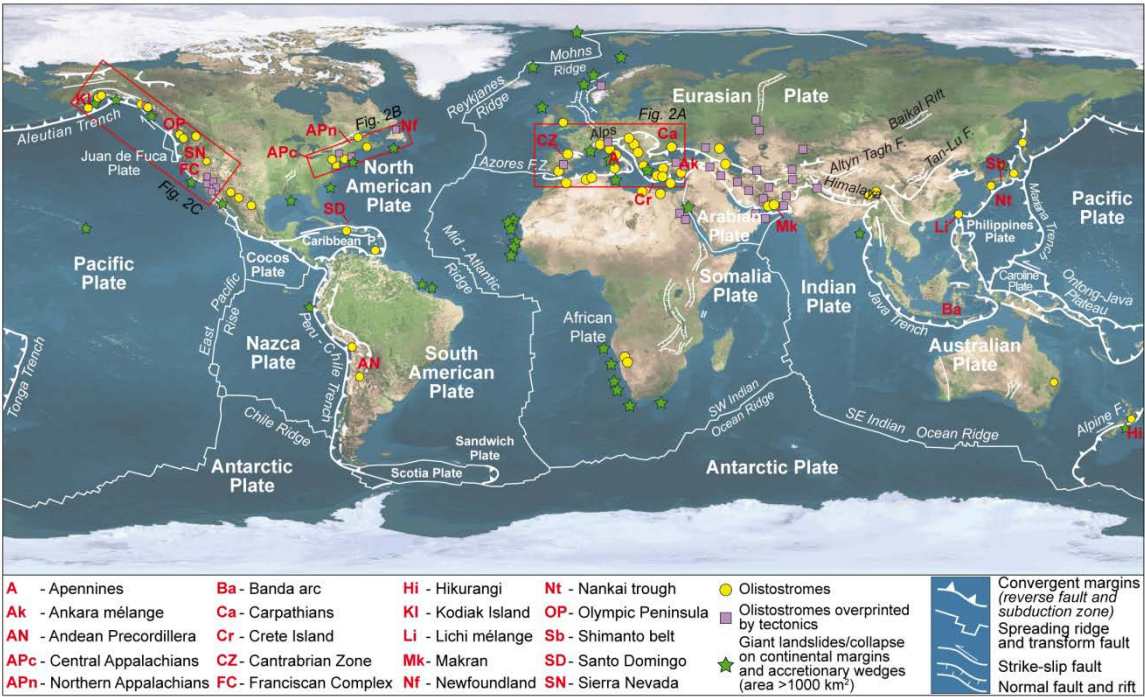 Mohns
Ridge
Reykjanes
Ridge
Eurasian
Plate
Baikal Rift
Fig. 2A
Fig. 2B
Aleutian Trench
KI
OP
APn
Nf
CZ
Alps
Ca
SN
APc
A
Ak
Altyn Tagh F.
Tan-Lu F.
Sb
Juan de Fuca
Plate
FC
Azores F.Z.
Himalaya
Fig. 2C
North
American
Plate
Cr
Nt
Mariana
Trench
Pacific
Plate
SD
Arabian
Plate
Mk
Li
Philippines
Plate
Caribbean P.
Mid - Atlantic
Ridge
Pacific
Plate
Cocos
Plate
Somalia
Plate
Indian
Plate
Caroline
Plate
Ontong-Java
Plateau
East
Pacific
Rise
Java Trench
Ba
African
Plate
Nazca
Plate
Peru - Chile Trench
AN
South
American
Plate
Australian
Plate
Tonga Trench
SW Indian
Ocean Ridge
SE Indian
Ocean Ridge
Alpine F.
Hi
Chile Ridge
Sandwich
Plate
Antarctic
Plate
Scotia Plate
Antarctic Plate
A - Apennines
Ak - Ankara mélange
AN - Andean Precordillera
APc - Central Appalachians
APn - Northern Appalachians
Ba - Banda arc
Ca - Carpathians
Cr - Crete Island
CZ - Cantrabrian Zone
FC - Franciscan Complex
Hi - Hikurangi
KI - Kodiak Island
Li - Lichi mélange
Mk - Makran
Nf - Newfoundland
Nt - Nankai trough
OP - Olympic Peninsula
Sb - Shimanto belt
SD - Santo Domingo
SN - Sierra Nevada
Olistostromes
Olistostromes overprinted
by tectonics
Giant landslides/collapse
on continental margins
and accretionary wedges
(area >1000 km²)
Convergent margins
(reverse fault and
subduction zone)
Spreading ridge
and transform fault
Strike-slip fault
Normal fault and rift